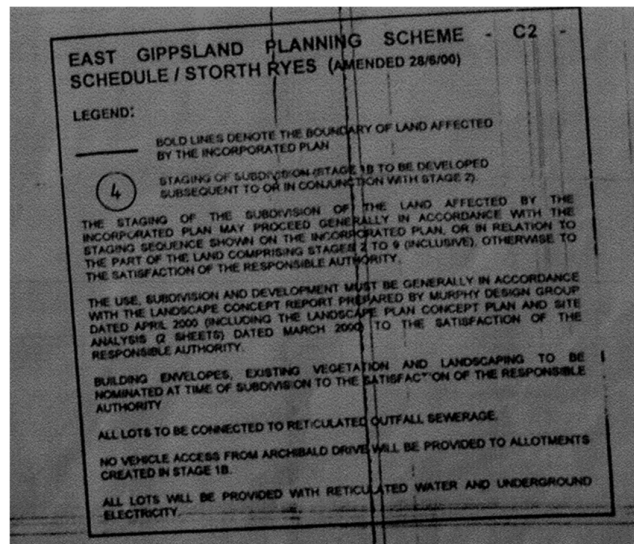 EAST GIPPSLAND PLANNING SCHEME - C2 -
SCHEDULE / STORTH RYES (AMENDED 28/6/00)
LEGEND:
BOLD LINES DENOTE THE BOUNDARY OF LAND AFFECTED
BY THE INCORPORATED PLAN
4
STAGING OF SUBDIVISION (STAGE 1B TO BE DEVELOPED
SUBSEQUENT TO OR IN CONJUNCTION WITH STAGE 2)
THE STAGING OF THE SUBDIVISION OF THE LAND AFFECTED BY THE
INCORPORATED PLAN MAY PROCEED GENERALLY IN ACCORDANCE WITH THE
STAGING SEQUENCE SHOWN ON THE INCORPORATED PLAN, OR IN RELATION TO
THE PART OF THE LAND COMPRISING STAGES 2 TO 9 (INCLUSIVE), OTHERWISE TO
THE SATISFACTION OF THE RESPONSIBLE AUTHORITY.
THE USE, SUBDIVISION AND DEVELOPMENT MUST BE GENERALLY IN ACCORDANCE
WITH THE LANDSCAPE CONCEPT REPORT PREPARED BY MURPHY DESIGN GROUP
DATED APRIL 2000 (INCLUDING THE LANDSCAPE PLAN CONCEPT PLAN AND SITE
ANALYSIS (2 SHEETS) DATED MARCH 2000) TO THE SATISFACTION OF THE
RESPONSIBLE AUTHORITY.
BUILDING ENVELOPES, EXISTING VEGETATION AND LANDSCAPING TO BE
NOMINATED AT TIME OF SUBDIVISION TO THE SATISFACTION OF THE RESPONSIBLE
AUTHORITY
ALL LOTS TO BE CONNECTED TO RETICULATED OUTFALL SEWERAGE.
NO VEHICLE ACCESS FROM ARCHIBALD DRIVE WILL BE PROVIDED TO ALLOTMENTS
CREATED IN STAGE 1B.
ALL LOTS WILL BE PROVIDED WITH RETICULATED WATER AND UNDERGROUND
ELECTRICITY.